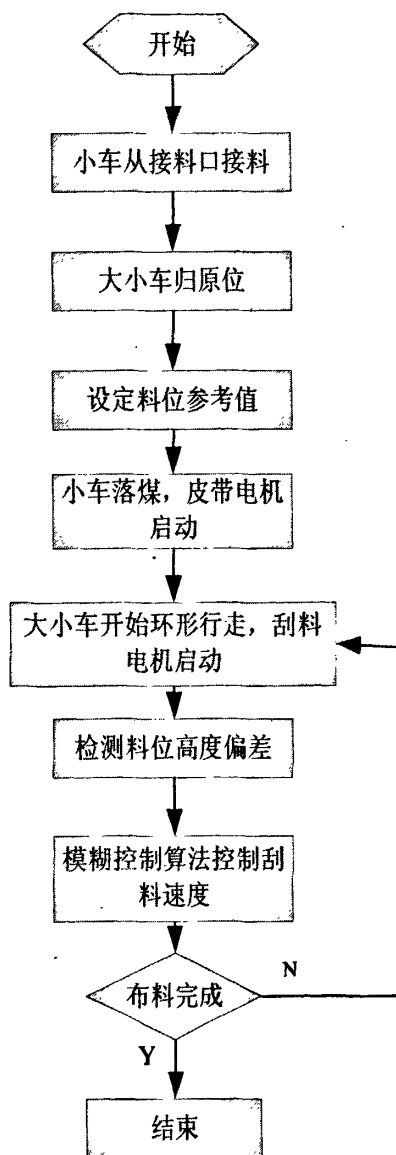 开始
小车从接料口接料
大小车归原位
设定料位参考值
小车落煤，皮带电机
启动
大小车开始环形行走，刮料
电机启动
检测料位高度偏差
模糊控制算法控制刮
料速度
布料完成
N
Y
结束